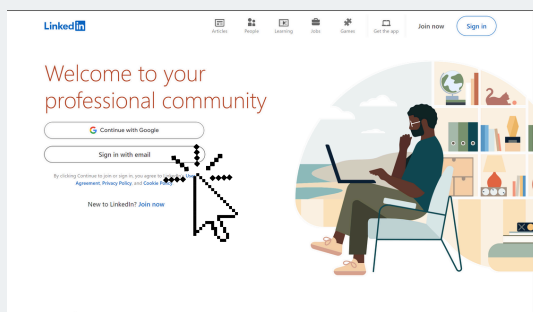 Linked in
Articles People Learning Jobs Games Get the app Join now Sign in
Welcome to your
professional community
Continue with Google
Sign in with email
By clicking Continue to join or sign in, you agree to
Agreement, Privacy Policy, and Cookie
New to LinkedIn? Join now